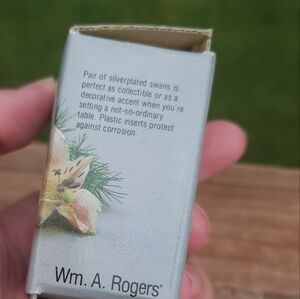 Pair of silverplated swans is
perfect as collectible or as a
decorative accent when you're
setting a not-so-ordinary
table. Plastic inserts protect
against corrosion.
Wm. A. Rogers®